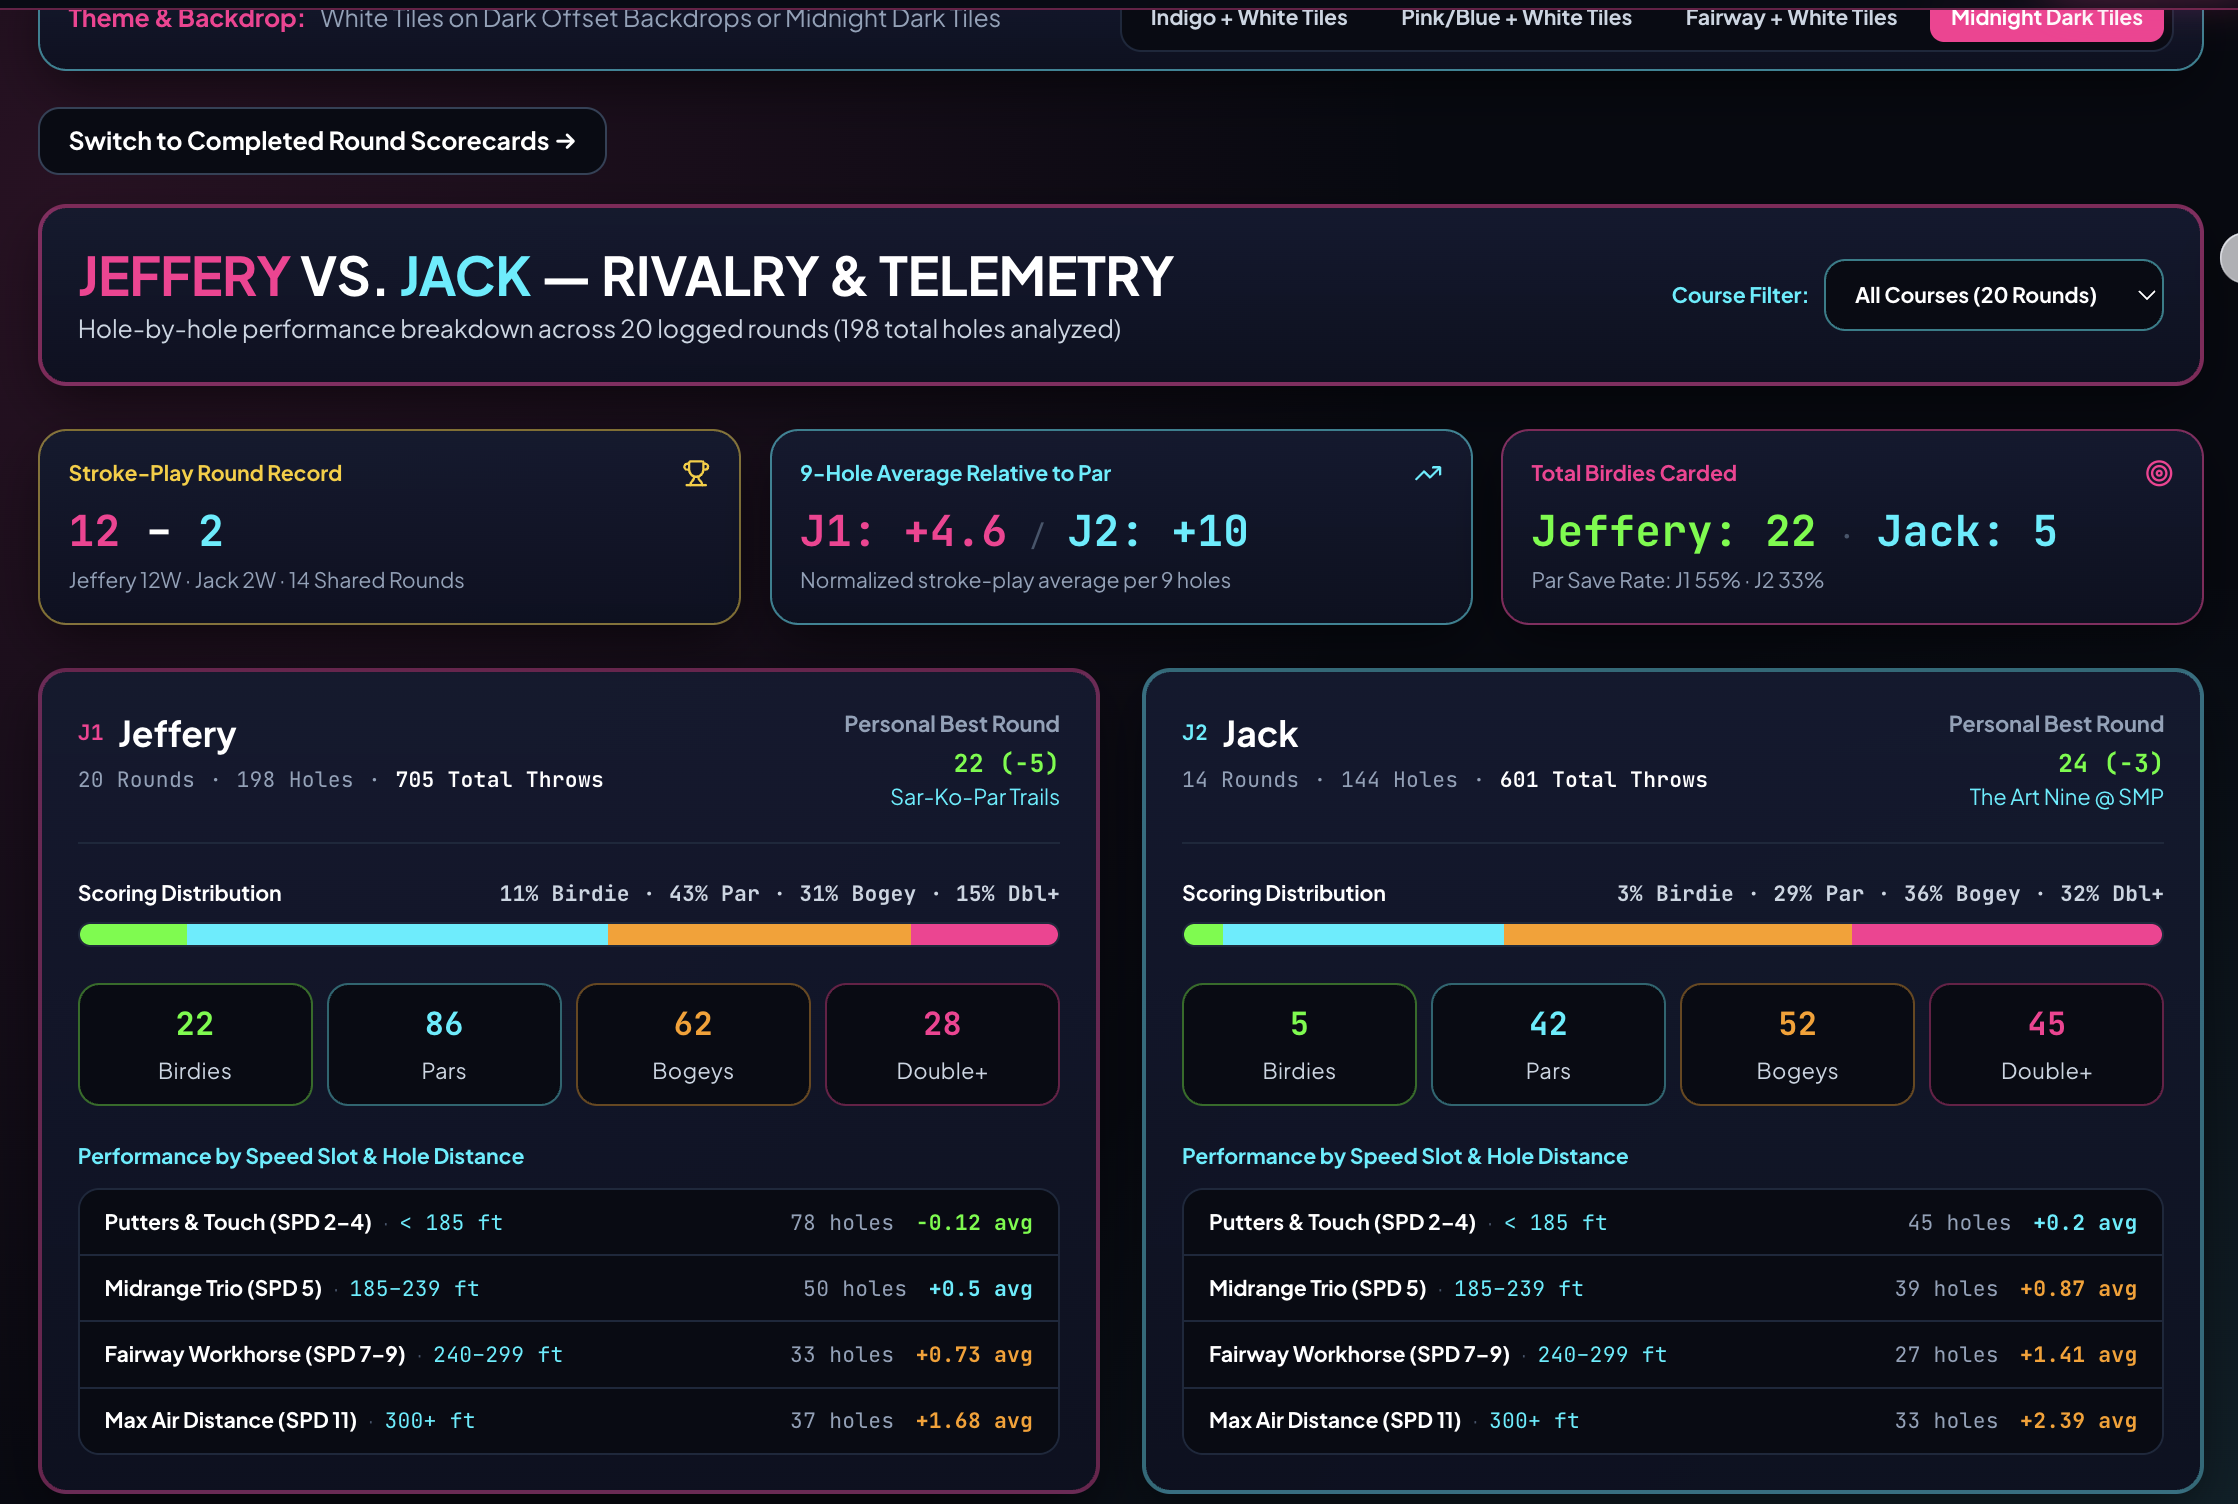 Theme & Backdrop: White Tiles on Dark Offset Backdrops or Midnight Dark Tiles
Indigo + White Tiles Pink/Blue + White Tiles Fairway + White Tiles Midnight Dark Tiles
Switch to Completed Round Scorecards →
JEFFERY VS. JACK — RIVALRY & TELEMETRY
Hole-by-hole performance breakdown across 20 logged rounds (198 total holes analyzed)
Course Filter: All Courses (20 Rounds)
Stroke-Play Round Record
12 - 2
Jeffery 12W · Jack 2W · 14 Shared Rounds
9-Hole Average Relative to Par
J1: +4.6 / J2: +10
Normalized stroke-play average per 9 holes
Total Birdies Carded
Jeffery: 22 · Jack: 5
Par Save Rate: J1 55% · J2 33%
J1 Jeffery
20 Rounds · 198 Holes · 705 Total Throws
Personal Best Round
22 (-5)
Sar-Ko-Par Trails
Scoring Distribution
11% Birdie · 43% Par · 31% Bogey · 15% Dbl+
22
Birdies
86
Pars
62
Bogeys
28
Double+
Performance by Speed Slot & Hole Distance
Putters & Touch (SPD 2–4) · < 185 ft 78 holes -0.12 avg
Midrange Trio (SPD 5) · 185–239 ft 50 holes +0.5 avg
Fairway Workhorse (SPD 7–9) · 240–299 ft 33 holes +0.73 avg
Max Air Distance (SPD 11) · 300+ ft 37 holes +1.68 avg
J2 Jack
14 Rounds · 144 Holes · 601 Total Throws
Personal Best Round
24 (-3)
The Art Nine @ SMP
Scoring Distribution
3% Birdie · 29% Par · 36% Bogey · 32% Dbl+
5
Birdies
42
Pars
52
Bogeys
45
Double+
Performance by Speed Slot & Hole Distance
Putters & Touch (SPD 2–4) · < 185 ft 45 holes +0.2 avg
Midrange Trio (SPD 5) · 185–239 ft 39 holes +0.87 avg
Fairway Workhorse (SPD 7–9) · 240–299 ft 27 holes +1.41 avg
Max Air Distance (SPD 11) · 300+ ft 33 holes +2.39 avg